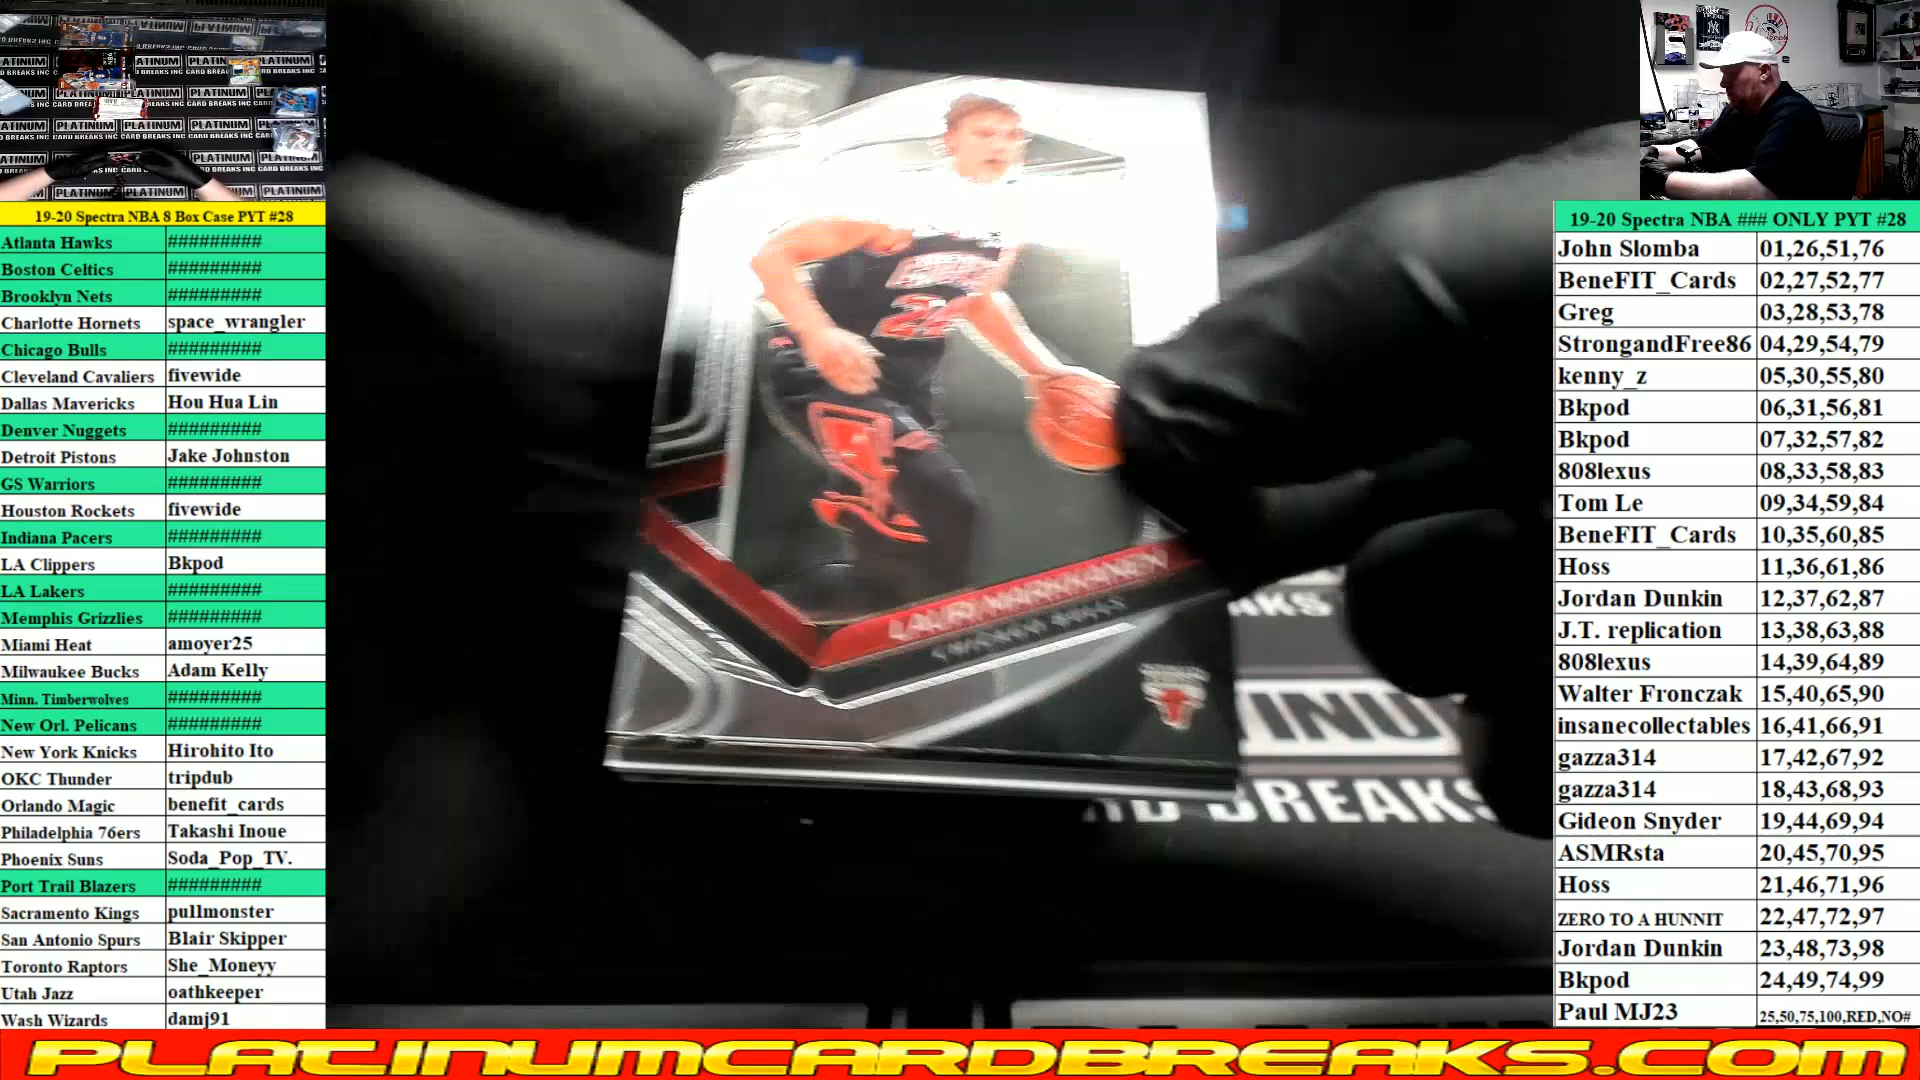 19-20 Spectra NBA 8 Box Case PYT #28
Atlanta Hawks #########
Boston Celtics #########
Brooklyn Nets #########
Charlotte Hornets space_wrangler
Chicago Bulls #########
Cleveland Cavaliers fivewide
Dallas Mavericks Hou Hua Lin
Denver Nuggets #########
Detroit Pistons Jake Johnston
GS Warriors #########
Houston Rockets fivewide
Indiana Pacers #########
LA Clippers Bkpod
LA Lakers #########
Memphis Grizzlies #########
Miami Heat amoyer25
Milwaukee Bucks Adam Kelly
Minn. Timberwolves #########
New Orl. Pelicans #########
New York Knicks Hirohito Ito
OKC Thunder tripdub
Orlando Magic benefit_cards
Philadelphia 76ers Takashi Inoue
Phoenix Suns Soda_Pop_TV.
Port Trail Blazers #########
Sacramento Kings pullmonster
San Antonio Spurs Blair Skipper
Toronto Raptors She_Moneyy
Utah Jazz oathkeeper
Wash Wizards damj91
LAURI MARKKANEN
CHICAGO BULLS
BREAKS
19-20 Spectra NBA ### ONLY PYT #28
John Slomba 01,26,51,76
BeneFIT_Cards 02,27,52,77
Greg 03,28,53,78
StrongandFree86 04,29,54,79
kenny_z 05,30,55,80
Bkpod 06,31,56,81
Bkpod 07,32,57,82
808lexus 08,33,58,83
Tom Le 09,34,59,84
BeneFIT_Cards 10,35,60,85
Hoss 11,36,61,86
Jordan Dunkin 12,37,62,87
J.T. replication 13,38,63,88
808lexus 14,39,64,89
Walter Fronczak 15,40,65,90
insanecollectables 16,41,66,91
gazza314 17,42,67,92
gazza314 18,43,68,93
Gideon Snyder 19,44,69,94
ASMRsta 20,45,70,95
Hoss 21,46,71,96
ZERO TO A HUNNIT 22,47,72,97
Jordan Dunkin 23,48,73,98
Bkpod 24,49,74,99
Paul MJ23 25,50,75,100,RED,NO#
PLATINUMCARDBREAKS.COM